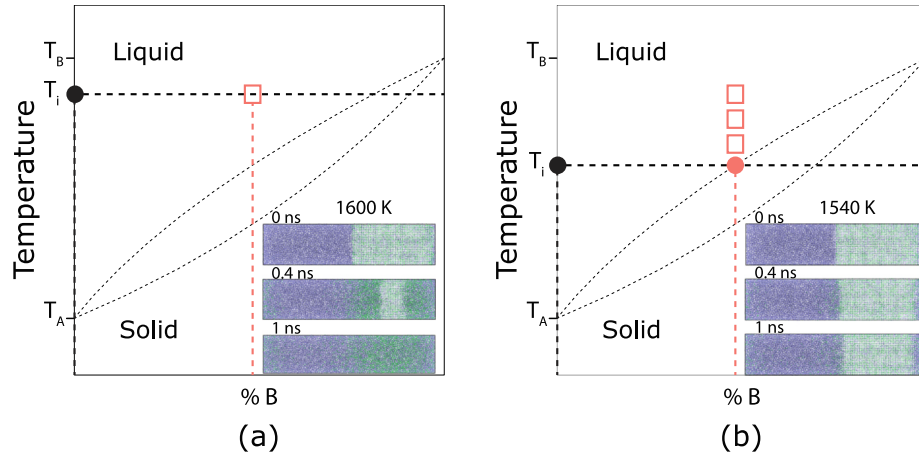 Temperature
T_B
T_i
T_A
Liquid
Solid
1600 K
0 ns
0.4 ns
1 ns
% B
(a)
Temperature
T_B
T_i
T_A
Liquid
Solid
1540 K
0 ns
0.4 ns
1 ns
% B
(b)